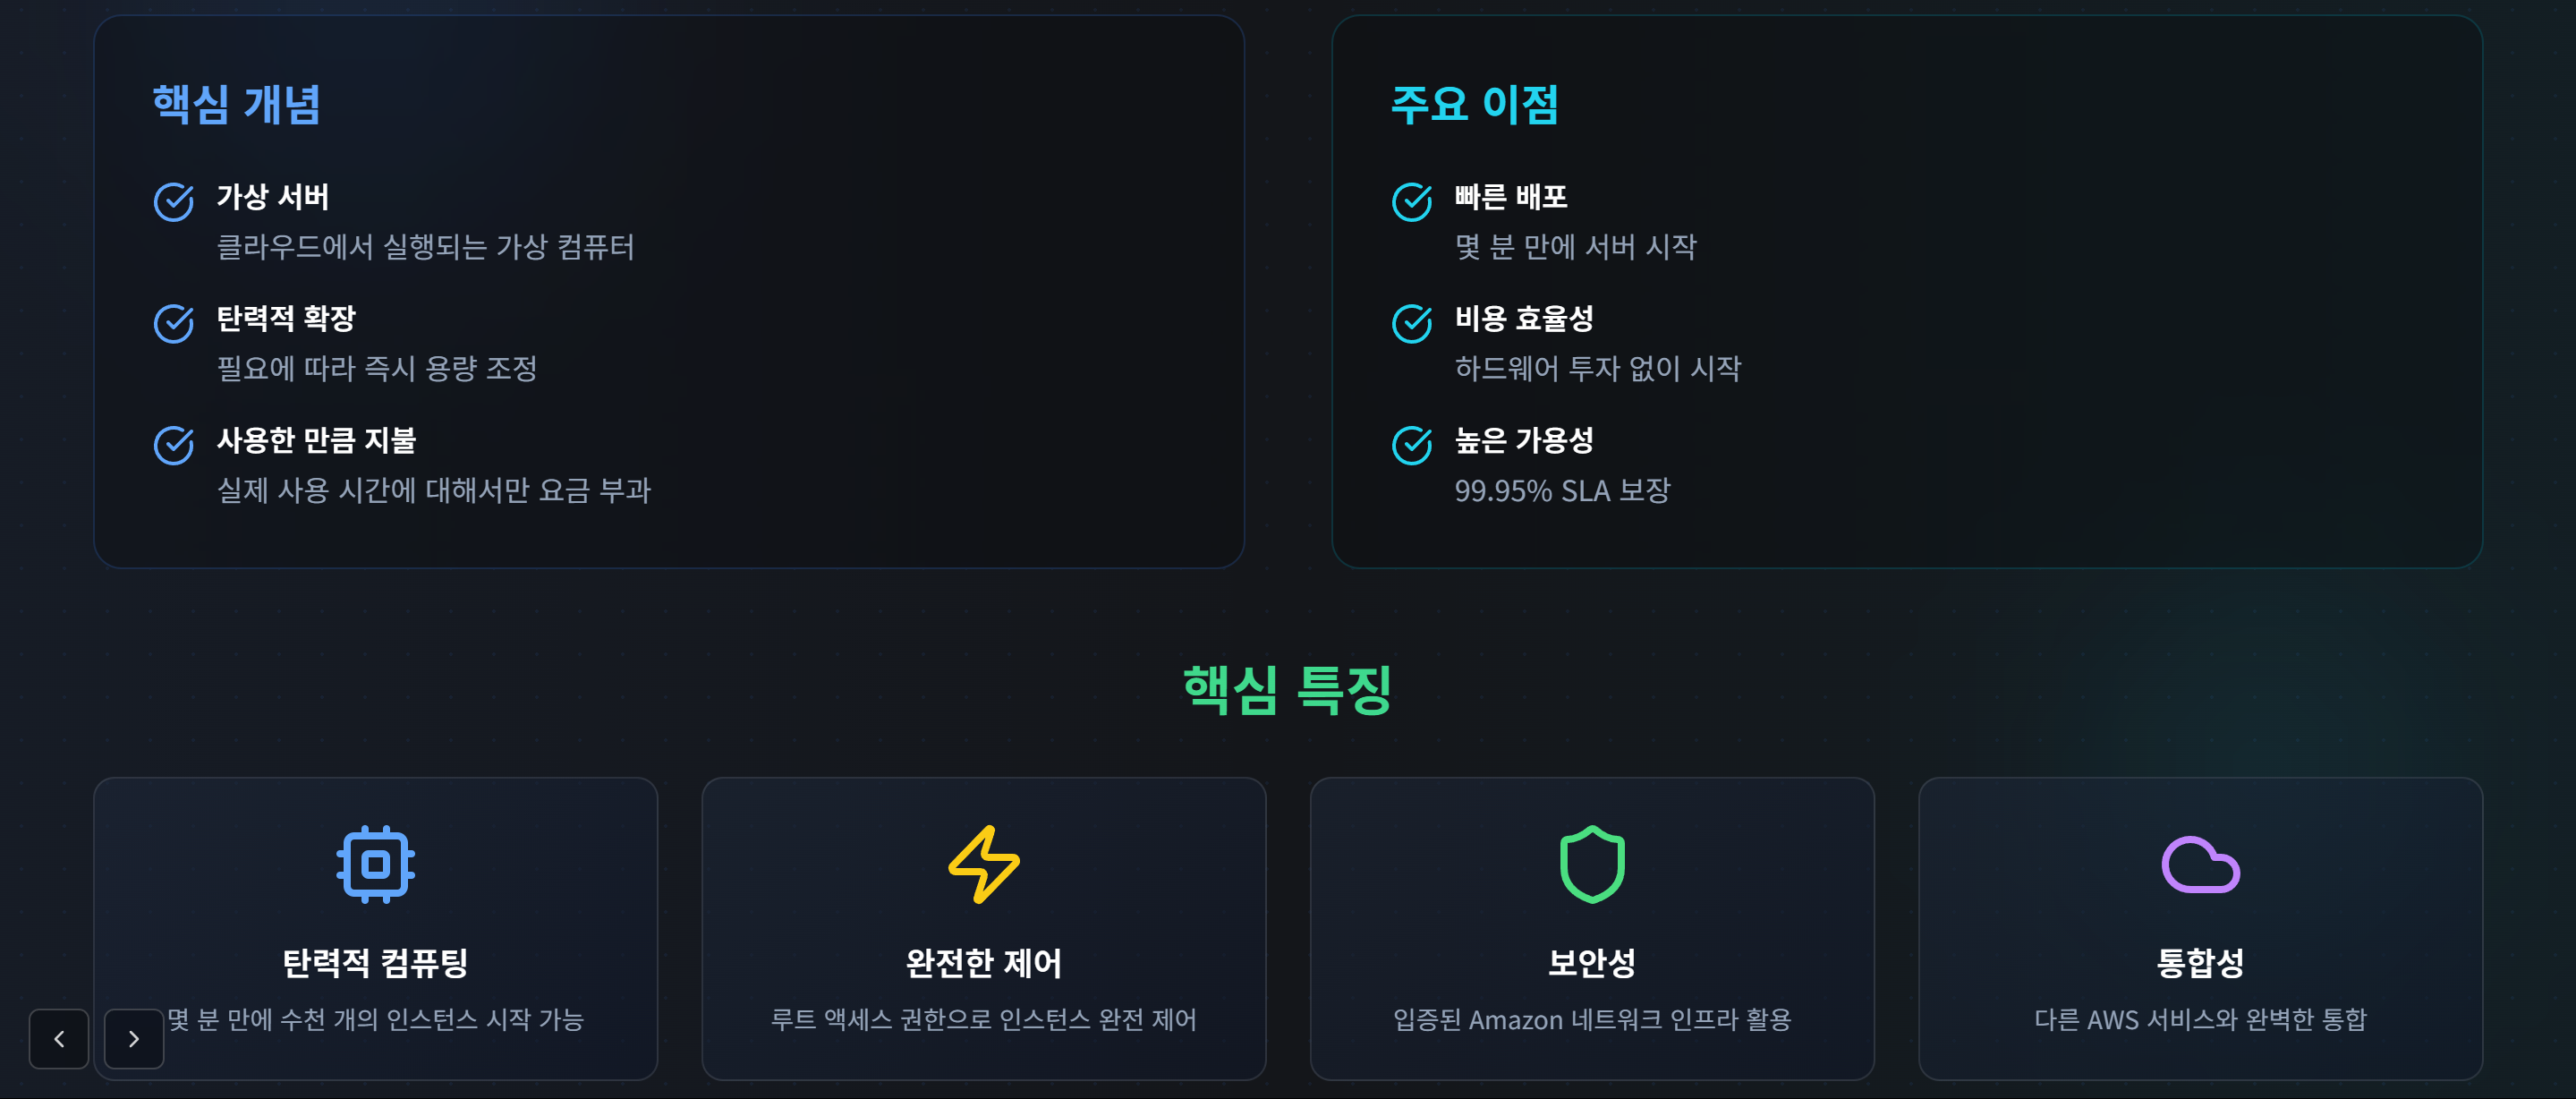 핵심 개념
가상 서버
클라우드에서 실행되는 가상 컴퓨터
탄력적 확장
필요에 따라 즉시 용량 조정
사용한 만큼 지불
실제 사용 시간에 대해서만 요금 부과
주요 이점
빠른 배포
몇 분 만에 서버 시작
비용 효율성
하드웨어 투자 없이 시작
높은 가용성
99.95% SLA 보장
핵심 특징
탄력적 컴퓨팅
몇 분 만에 수천 개의 인스턴스 시작 가능
완전한 제어
루트 액세스 권한으로 인스턴스 완전 제어
보안성
입증된 Amazon 네트워크 인프라 활용
통합성
다른 AWS 서비스와 완벽한 통합